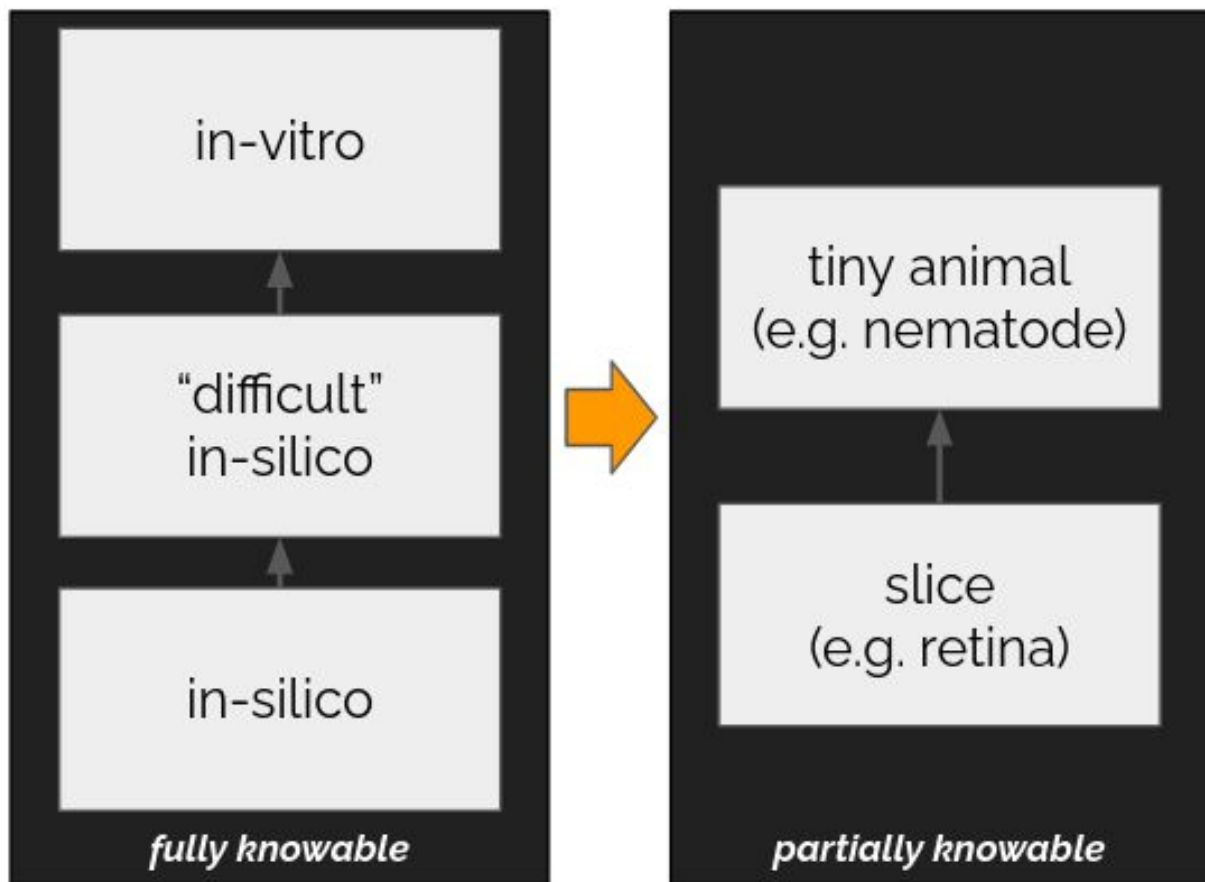 in-vitro
“difficult”
in-silico
in-silico
fully knowable
tiny animal
(e.g. nematode)
slice
(e.g. retina)
partially knowable